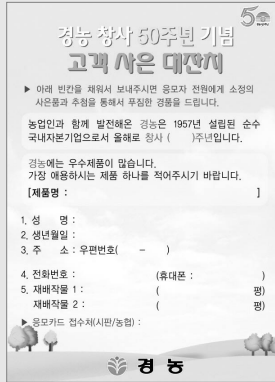 50
경농 창사 50주년 기념
고객 사은 대잔치
▶ 아래 빈칸을 채워서 보내주시면 응모자 전원에게 소정의
사은품과 추첨을 통해서 푸짐한 경품을 드립니다.
농업인과 함께 발전해온 경농은 1957년 설립된 순수
국내자본기업으로서 올해로 창사 (     )주년입니다.
경농에는 우수제품이 많습니다.
가장 애용하시는 제품 하나를 적어주시기 바랍니다.
[제품명 :                    ]
1. 성    명 :
2. 생년월일 :
3. 주    소 : 우편번호(    -    )
4. 전화번호 :            (휴대폰 :            )
5. 재배작물 1 :            (            평)
재배작물 2 :            (            평)
▶ 응모카드 접수처(시판/농협) :
경 농